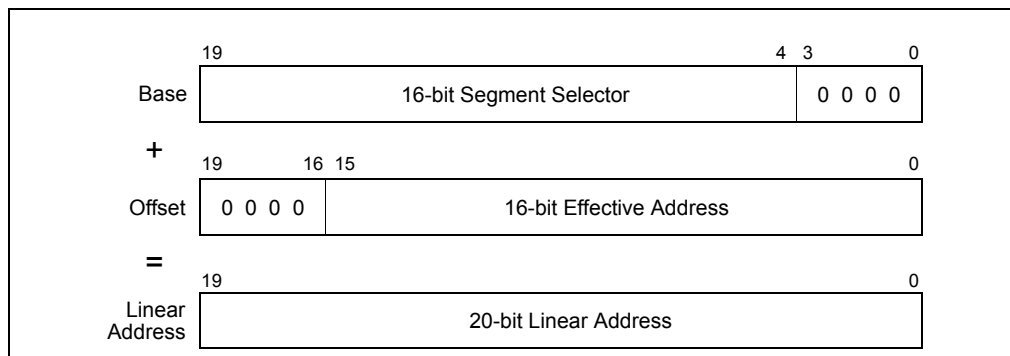 19 4 3 0
Base 16-bit Segment Selector 0 0 0 0
+
19 16 15 0
Offset 0 0 0 0 16-bit Effective Address
=
19 0
Linear
Address 20-bit Linear Address